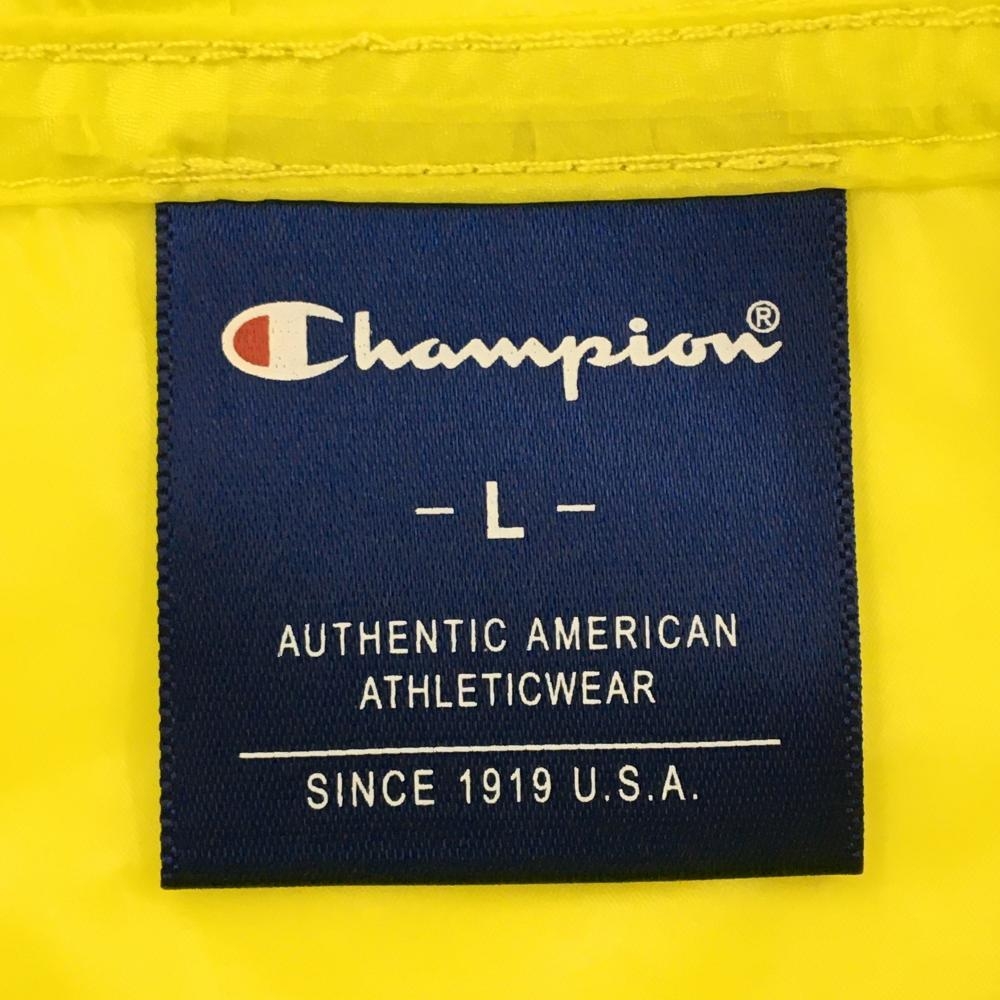 Champion®
- L -
AUTHENTIC AMERICAN
ATHLETICWEAR
SINCE 1919 U.S.A.